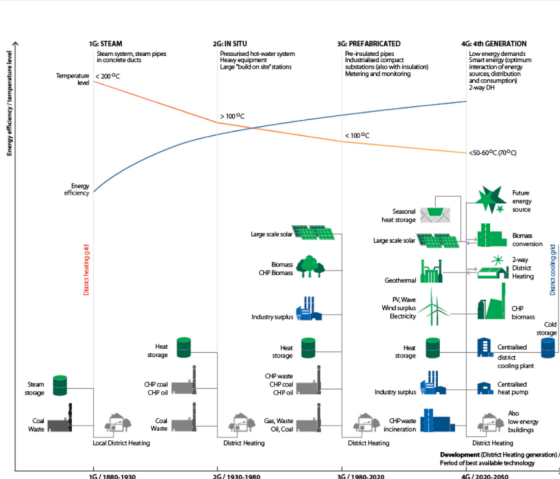 1G: STEAM
Steam system, steam pipes
in concrete ducts
2G: IN SITU
Pressurised hot-water system
Heavy equipment
Large "build on site" stations
3G: PREFABRICATED
Pre-insulated pipes
Industrialised compact
substations (also with insulation)
Metering and monitoring
4G: 4th GENERATION
Low energy demands
Smart energy (optimum
interaction of energy
sources, distribution
and consumption)
2-way DH
Energy efficiency / temperature level
Temperature
level
< 200 °C
> 100 °C
< 100 °C
<50-60 °C (70 °C)
Energy
efficiency
District heating grid
District cooling grid
Steam
storage
Coal
Waste
Local District Heating
Heat
storage
CHP coal
CHP oil
Coal
Waste
District Heating
Large scale solar
Biomass
CHP Biomass
Industry surplus
Heat
storage
CHP waste
CHP coal
CHP oil
Gas, Waste
Oil, Coal
District Heating
Seasonal
heat storage
Large scale solar
Geothermal
PV, Wave
Wind surplus
Electricity
Heat
storage
Industry surplus
CHP waste
incineration
District Heating
Future
energy
source
Biomass
conversion
2-way
District
Heating
CHP
biomass
Cold
storage
Centralised
district
cooling plant
Centralised
heat pump
Also
low energy
buildings
Development (District Heating generation) /
Period of best available technology
1G / 1880-1930
2G / 1930-1980
3G / 1980-2020
4G / 2020-2050